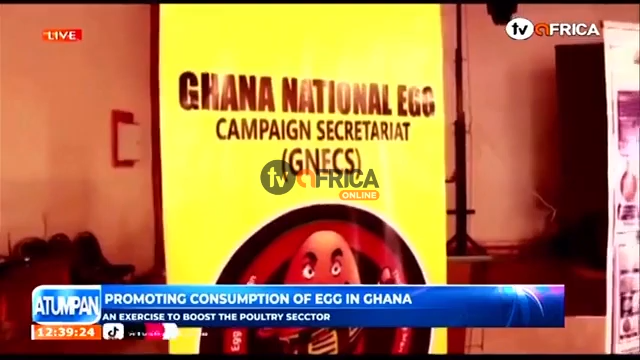 LIVE
tv aFRICA
GHANA NATIONAL EGG
CAMPAIGN SECRETARIAT
(GNECS)
tv aFRICA
ONLINE
ATUMPAN
PROMOTING CONSUMPTION OF EGG IN GHANA
AN EXERCISE TO BOOST THE POULTRY SECCTOR
12:39:24
Egg